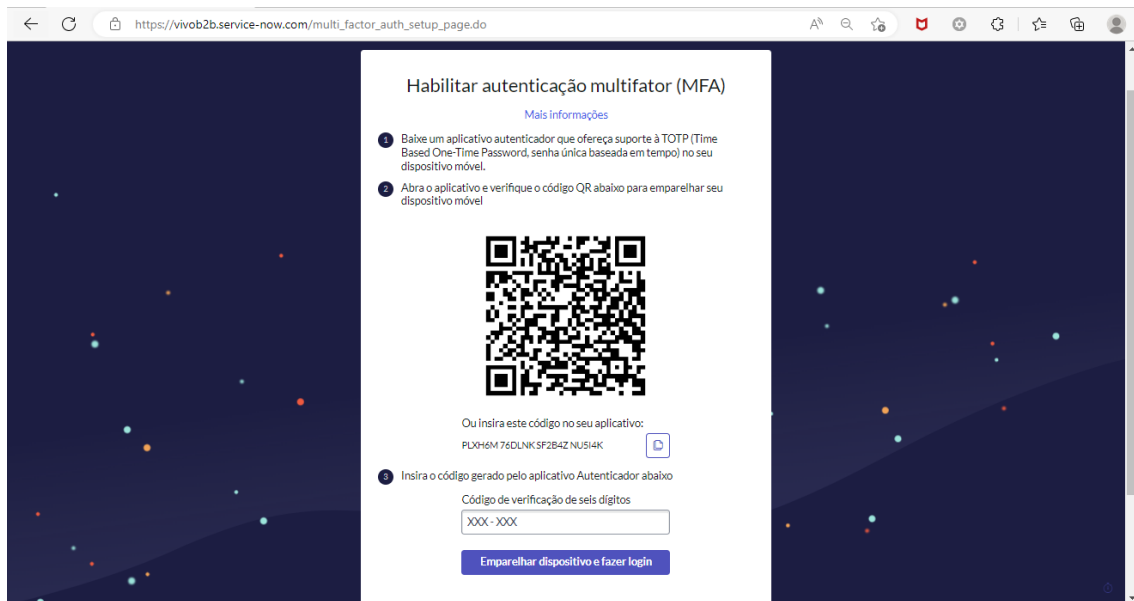 https://vivob2b.service-now.com/multi_factor_auth_setup_page.do
Habilitar autenticação multifator (MFA)
Mais informações
1 Baixe um aplicativo autenticador que ofereça suporte à TOTP (Time
Based One-Time Password, senha única baseada em tempo) no seu
dispositivo móvel.
2 Abra o aplicativo e verifique o código QR abaixo para emparelhar seu
dispositivo móvel
Ou insira este código no seu aplicativo:
PLXH6M 76DLNK SF2B4Z NU5I4K
3 Insira o código gerado pelo aplicativo Autenticador abaixo
Código de verificação de seis dígitos
XXX - XXX
Emparelhar dispositivo e fazer login